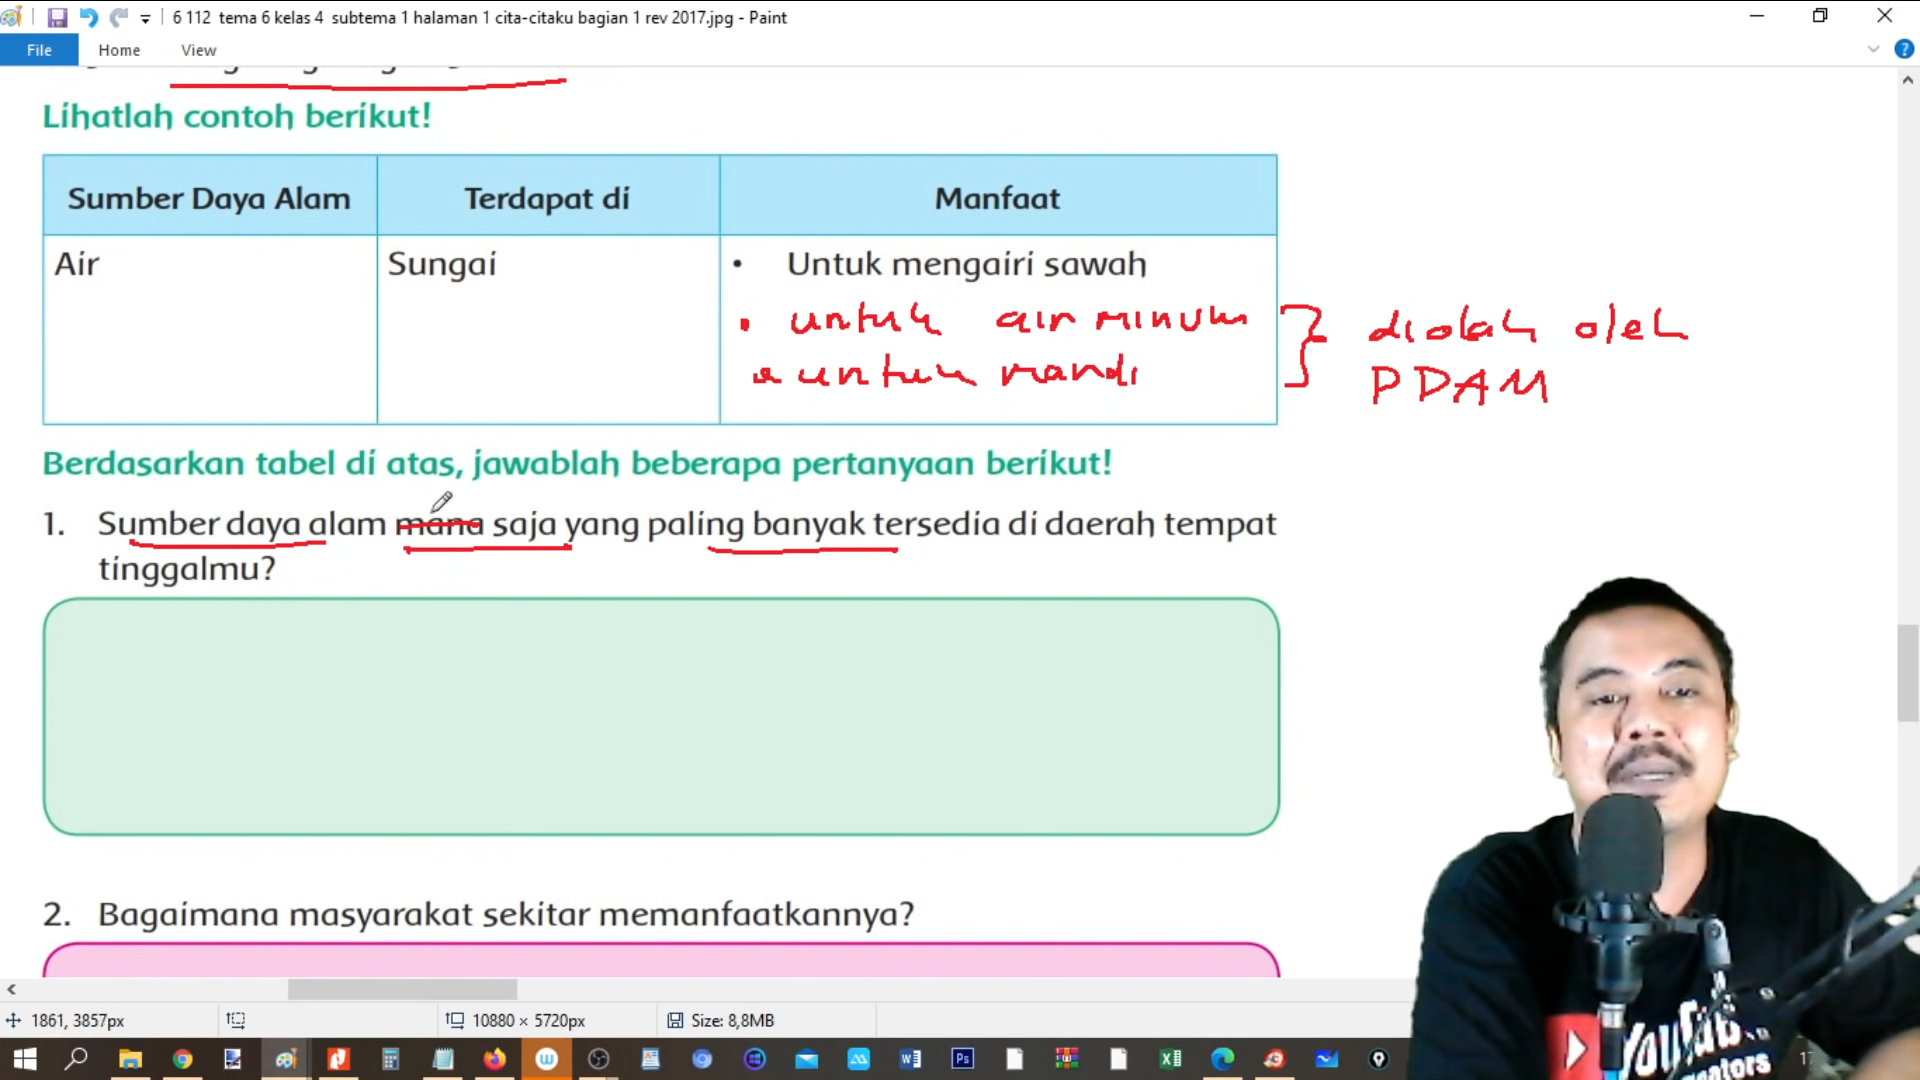 6 112 tema 6 kelas 4 subtema 1 halaman 1 cita-citaku bagian 1 rev 2017.jpg - Paint
File Home View
Lihatlah contoh berikut!
Sumber Daya Alam Terdapat di Manfaat
Air Sungai • Untuk mengairi sawah
• untuk air minum } diolah oleh
• untuk mandi PDAM
Berdasarkan tabel di atas, jawablah beberapa pertanyaan berikut!
1. Sumber daya alam mana saja yang paling banyak tersedia di daerah tempat
tinggalmu?
2. Bagaimana masyarakat sekitar memanfaatkannya?
1861, 3857px 10880 × 5720px Size: 8,8MB